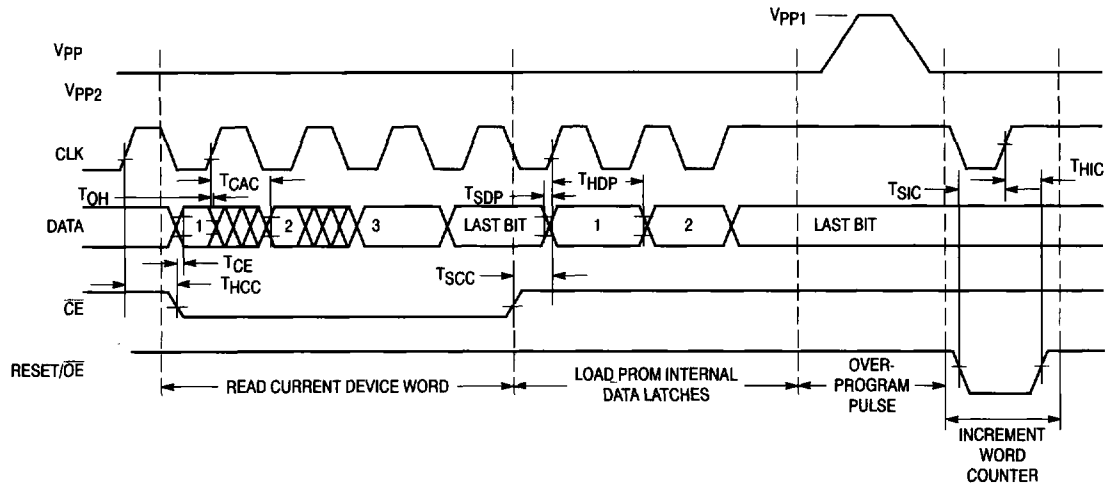 VPP1
VPP
VPP2
CLK
TCAC
TSDP
THDP
THIC
TSIC
TOH
DATA
1
2
3
LAST BIT
1
2
LAST BIT
TCE
THCC
TSCC
CE
RESET/OE
READ CURRENT DEVICE WORD
LOAD PROM INTERNAL
DATA LATCHES
OVER-
PROGRAM
PULSE
INCREMENT
WORD
COUNTER